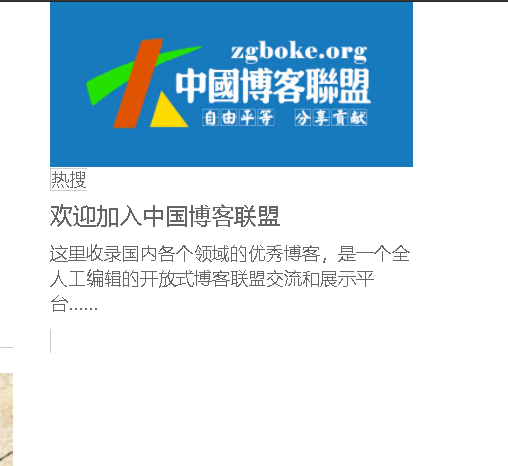 zgboke.org
中國博客聯盟
自由平等 分享貢献
热搜
欢迎加入中国博客联盟
这里收录国内各个领域的优秀博客，是一个全
人工编辑的开放式博客联盟交流和展示平
台......